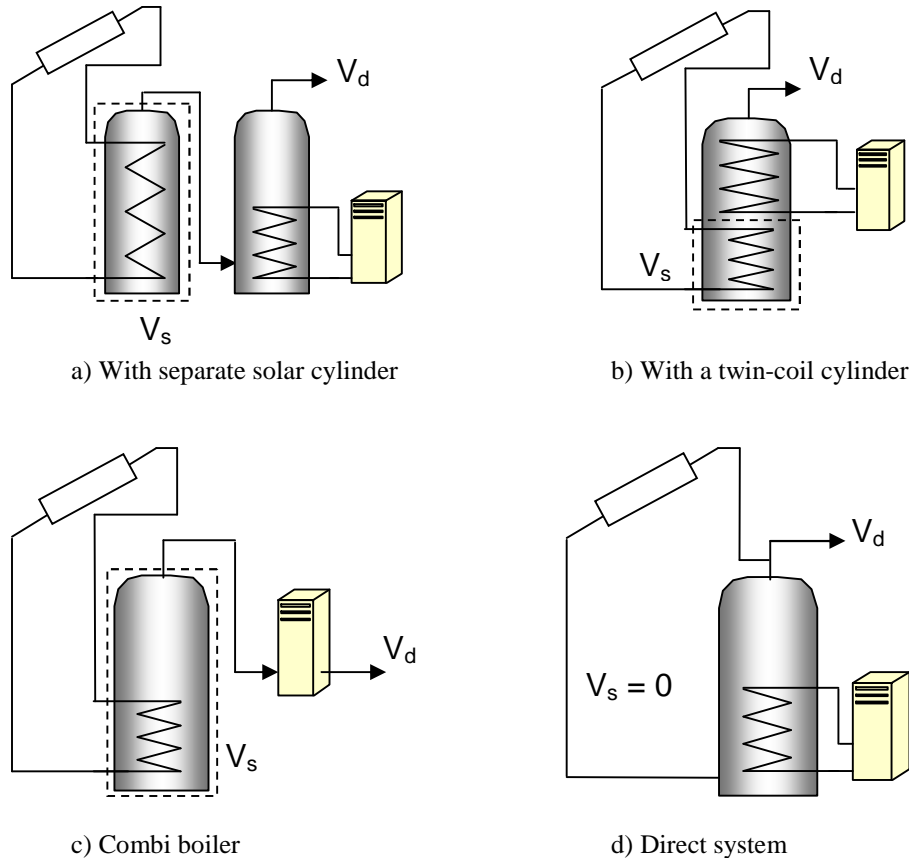 V_d
V_s
a) With separate solar cylinder
V_d
V_s
b) With a twin-coil cylinder
V_d
V_s
c) Combi boiler
V_d
V_s = 0
d) Direct system